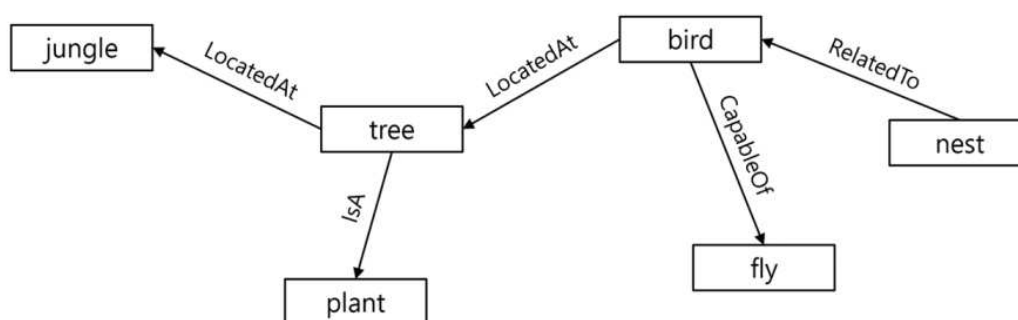 jungle
LocatedAt
tree
LocatedAt
bird
RelatedTo
nest
CapableOf
IsA
fly
plant